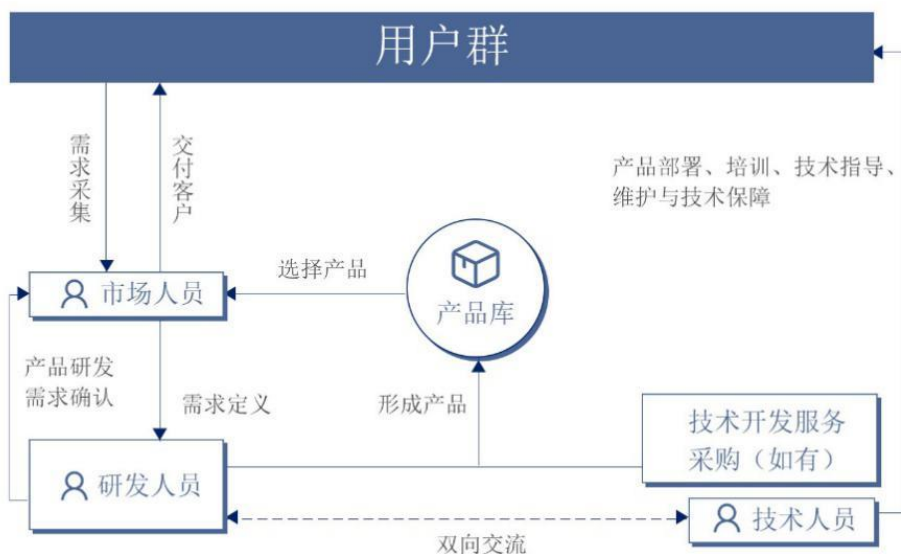 用户群
需求采集
交付客户
产品部署、培训、技术指导、
维护与技术保障
选择产品
市场人员
产品库
产品研发
需求确认
需求定义
形成产品
技术开发服务
采购（如有）
研发人员
技术人员
双向交流